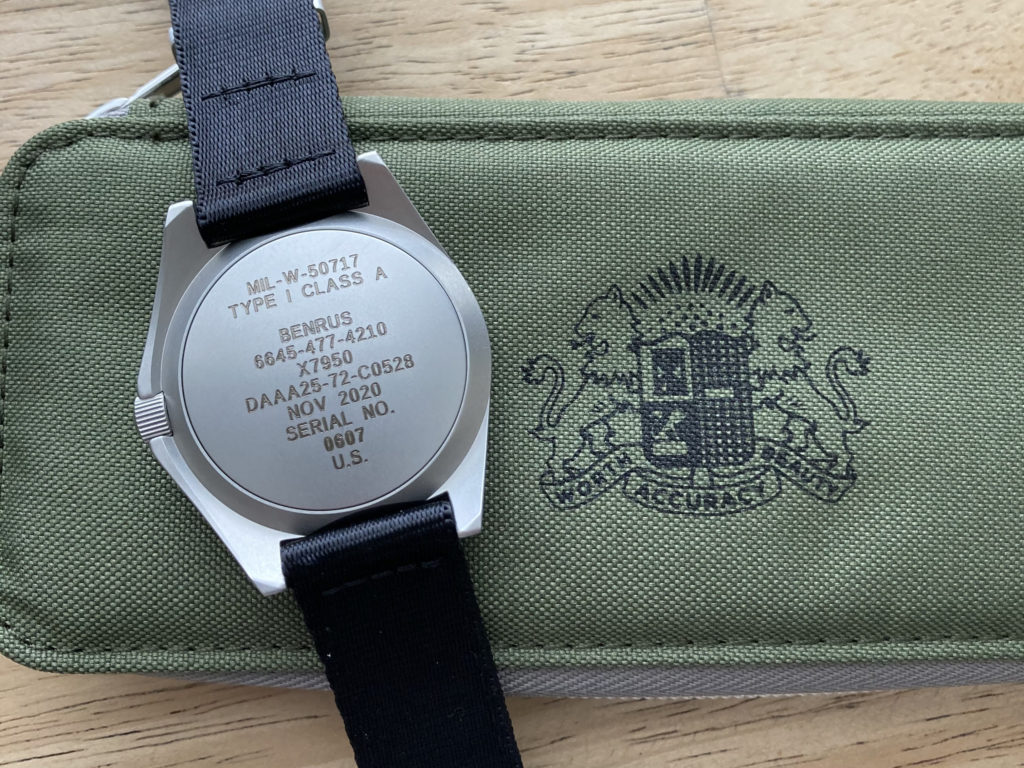 MIL-W-50717
TYPE I CLASS A
BENRUS
6645-477-4210
X7950
DAAA25-72-C0528
NOV 2020
SERIAL NO.
0607
U.S.
WORTH ACCURACY BEAUTY